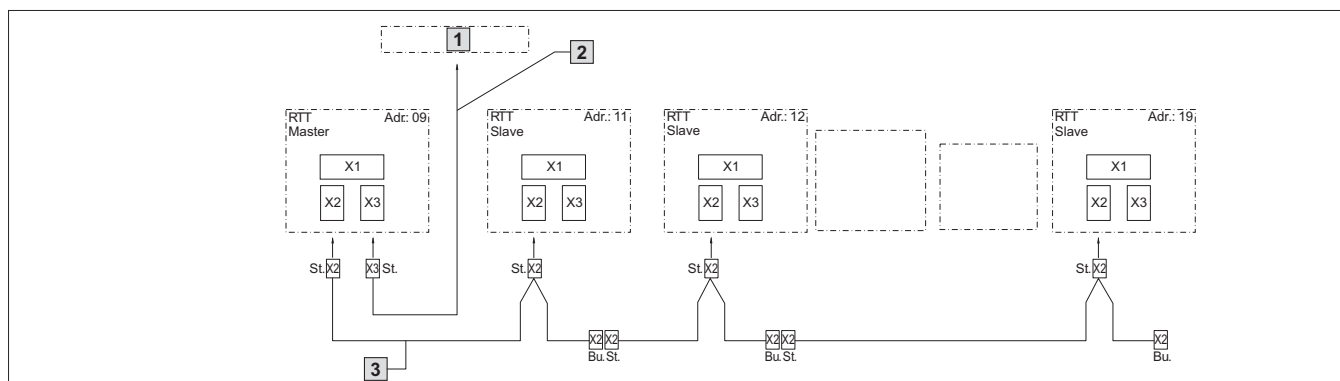 1
2
RTT Adr.: 09
Master
X1
X2 X3
RTT Adr.: 11
Slave
X1
X2 X3
RTT Adr.: 12
Slave
X1
X2 X3
RTT Adr.: 19
Slave
X1
X2 X3
St. X2 X3 St.
St. X2
St. X2
St. X2
X2 X2
Bu. St.
X2 X2
Bu. St.
X2
Bu.
3